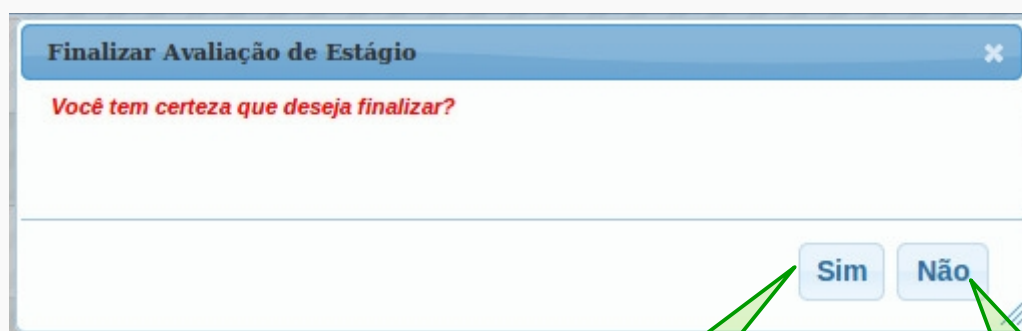 Finalizar Avaliação de Estágio
Você tem certeza que deseja finalizar?
Sim Não